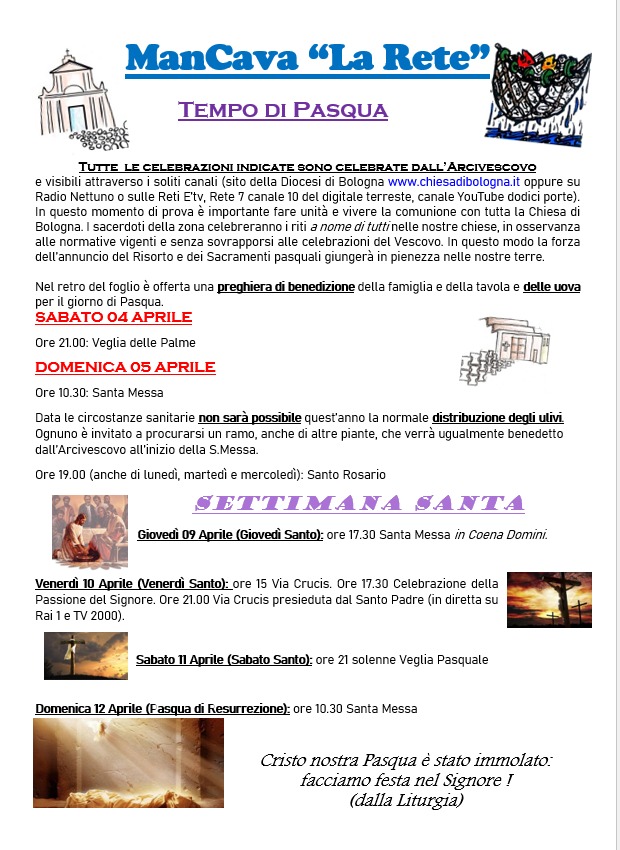 ManCava “La Rete”
Tempo di Pasqua
Tutte le celebrazioni indicate sono celebrate dall'Arcivescovo
e visibili attraverso i soliti canali (sito della Diocesi di Bologna www.chiesadibologna.it oppure su
Radio Nettuno o sulle Reti E'tv, Rete 7 canale 10 del digitale terreste, canale YouTube dodici porte).
In questo momento di prova è importante fare unità e vivere la comunione con tutta la Chiesa di
Bologna. I sacerdoti della zona celebreranno i riti a nome di tutti nelle nostre chiese, in osservanza
alle normative vigenti e senza sovrapporsi alle celebrazioni del Vescovo. In questo modo la forza
dell'annuncio del Risorto e dei Sacramenti pasquali giungerà in pienezza nelle nostre terre.
Nel retro del foglio è offerta una preghiera di benedizione della famiglia e della tavola e delle uova
per il giorno di Pasqua.
SABATO 04 APRILE
Ore 21.00: Veglia delle Palme
DOMENICA 05 APRILE
Ore 10.30: Santa Messa
Data le circostanze sanitarie non sarà possibile quest'anno la normale distribuzione degli ulivi.
Ognuno è invitato a procurarsi un ramo, anche di altre piante, che verrà ugualmente benedetto
dall'Arcivescovo all'inizio della S.Messa.
Ore 19.00 (anche di lunedì, martedì e mercoledì): Santo Rosario
SETTIMANA SANTA
Giovedì 09 Aprile (Giovedì Santo): ore 17.30 Santa Messa in Coena Domini.
Venerdì 10 Aprile (Venerdì Santo): ore 15 Via Crucis. Ore 17.30 Celebrazione della
Passione del Signore. Ore 21.00 Via Crucis presieduta dal Santo Padre (in diretta su
Rai 1 e TV 2000).
Sabato 11 Aprile (Sabato Santo): ore 21 solenne Veglia Pasquale
Domenica 12 Aprile (Pasqua di Resurrezione): ore 10.30 Santa Messa
Cristo nostra Pasqua è stato immolato:
facciamo festa nel Signore !
(dalla Liturgia)